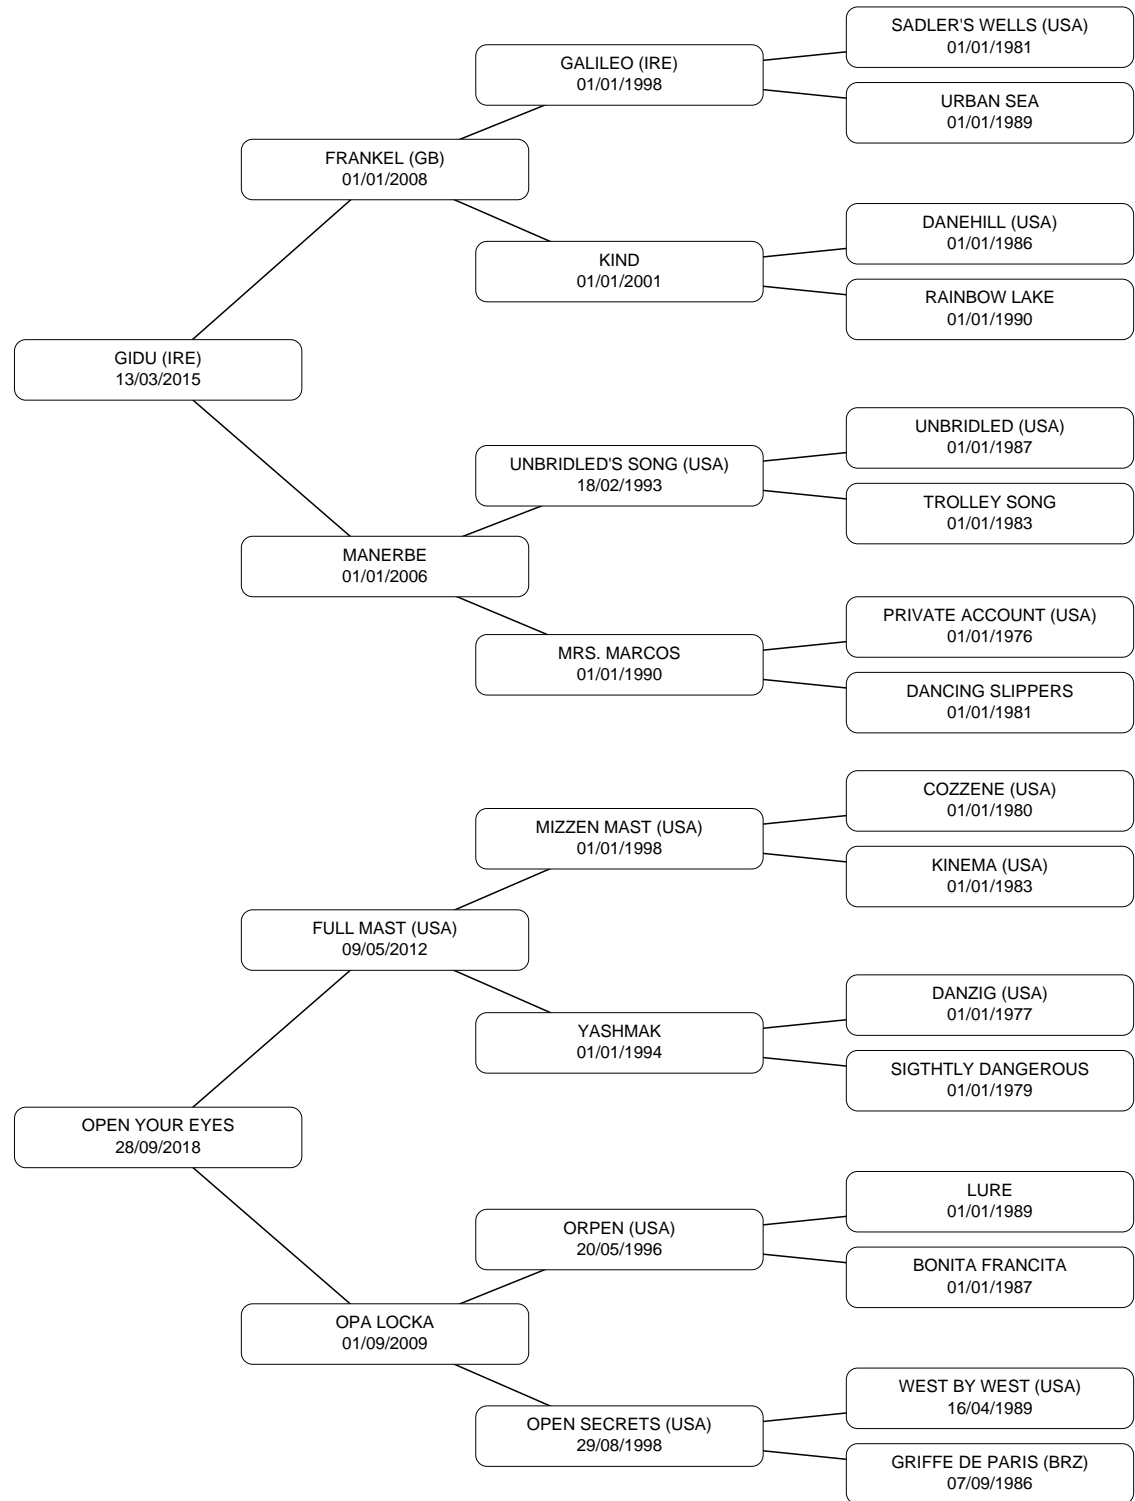 SADLER'S WELLS (USA)
01/01/1981
GALILEO (IRE)
01/01/1998
URBAN SEA
01/01/1989
FRANKEL (GB)
01/01/2008
DANEHILL (USA)
01/01/1986
KIND
01/01/2001
RAINBOW LAKE
01/01/1990
GIDU (IRE)
13/03/2015
UNBRIDLED (USA)
01/01/1987
UNBRIDLED'S SONG (USA)
18/02/1993
TROLLEY SONG
01/01/1983
MANERBE
01/01/2006
PRIVATE ACCOUNT (USA)
01/01/1976
MRS. MARCOS
01/01/1990
DANCING SLIPPERS
01/01/1981
COZZENE (USA)
01/01/1980
MIZZEN MAST (USA)
01/01/1998
KINEMA (USA)
01/01/1983
FULL MAST (USA)
09/05/2012
DANZIG (USA)
01/01/1977
YASHMAK
01/01/1994
SIGTHTLY DANGEROUS
01/01/1979
OPEN YOUR EYES
28/09/2018
LURE
01/01/1989
ORPEN (USA)
20/05/1996
BONITA FRANCITA
01/01/1987
OPA LOCKA
01/09/2009
WEST BY WEST (USA)
16/04/1989
OPEN SECRETS (USA)
29/08/1998
GRIFFE DE PARIS (BRZ)
07/09/1986